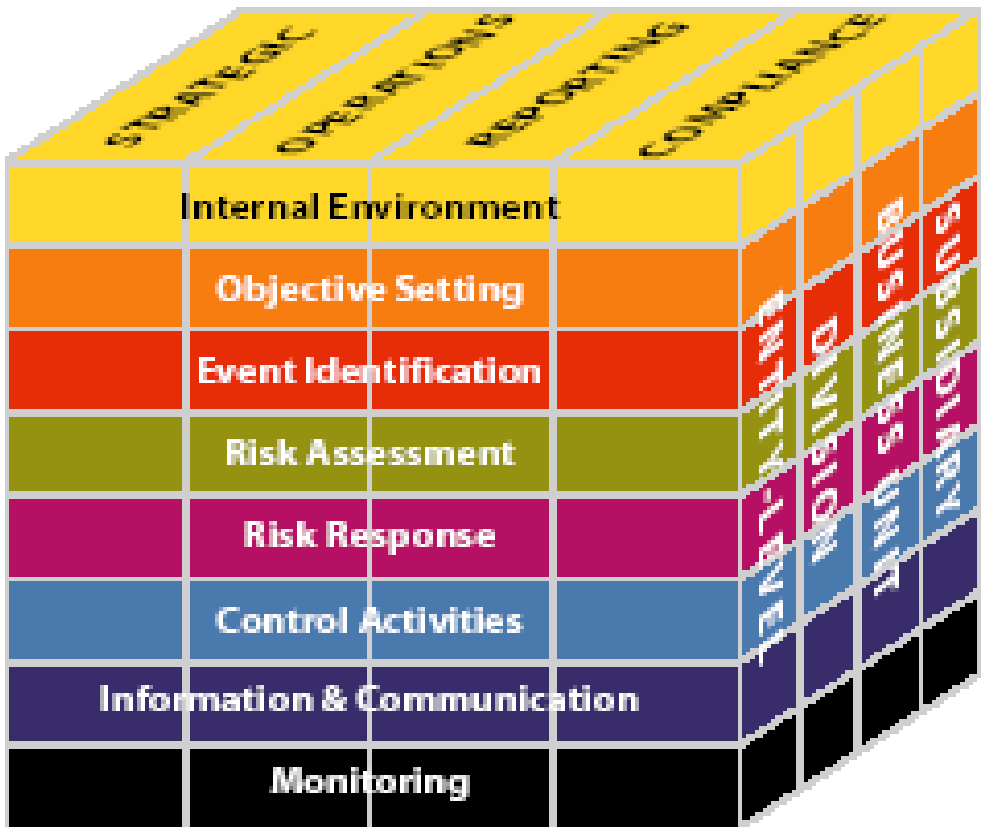 STRATEGIC
OPERATIONS
REPORTING
COMPLIANCE
Internal Environment
Objective Setting
Event Identification
Risk Assessment
Risk Response
Control Activities
Information & Communication
Monitoring
ENTITY-LEVEL
DIVISION
BUSINESS UNIT
SUBSIDIARY